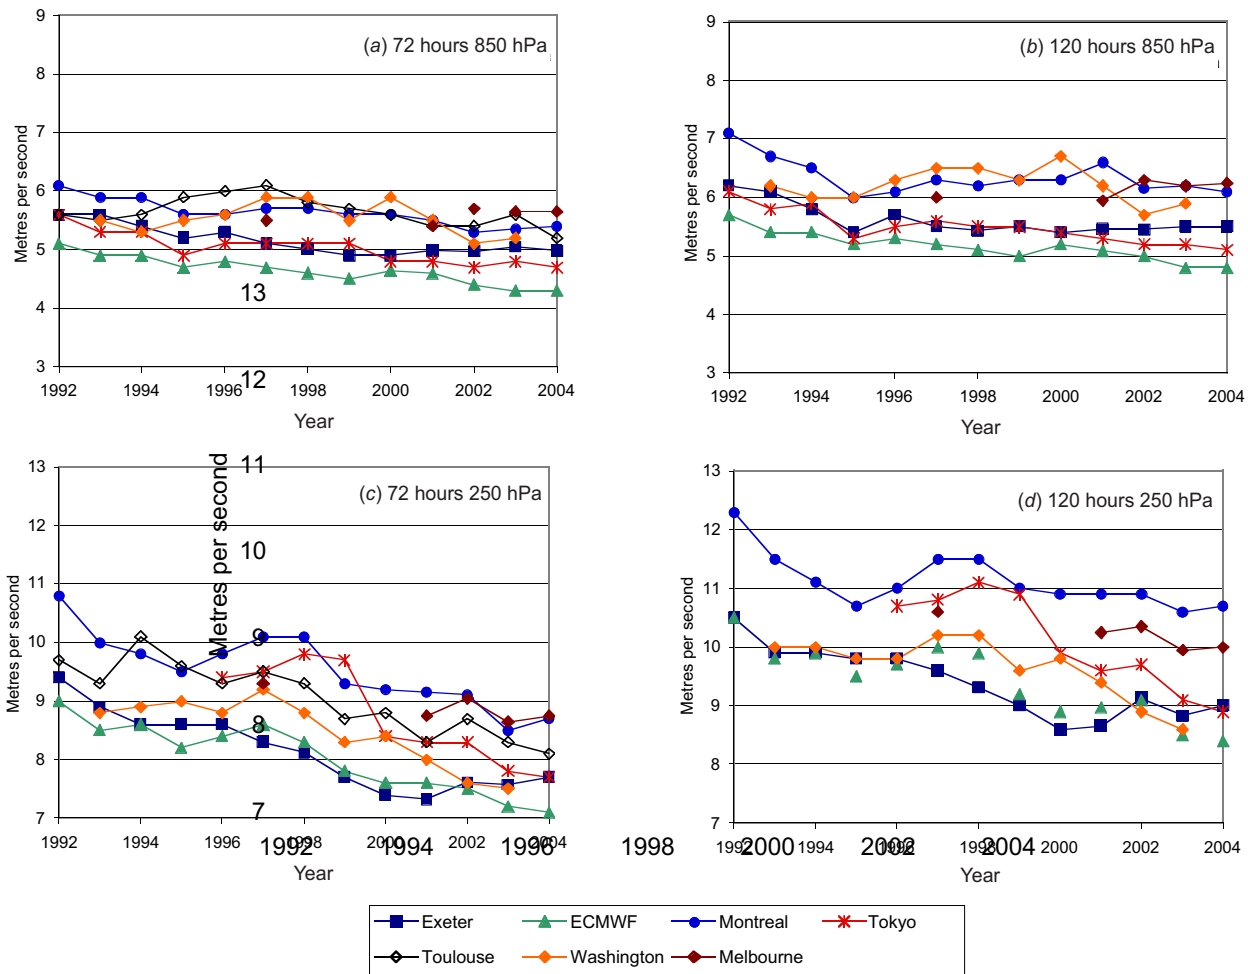 (a) 72 hours 850 hPa
9
8
7
6
5
4
3
Metres per second
1992 1994 1996 1998 2000 2002 2004
Year
(b) 120 hours 850 hPa
9
8
7
6
5
4
3
Metres per second
1992 1994 1996 1998 2000 2002 2004
Year
(c) 72 hours 250 hPa
13
12
11
10
9
8
7
Metres per second
1992 1994 1996 1998 2000 2002 2004
Year
(d) 120 hours 250 hPa
13
12
11
10
9
8
7
Metres per second
1992 1994 1996 1998 2000 2002 2004
Year
13
12
11
10
9
8
7
Metres per second
1992 1994 1996 1998 2000 2002 2004
Exeter ECMWF Montreal Tokyo
Toulouse Washington Melbourne